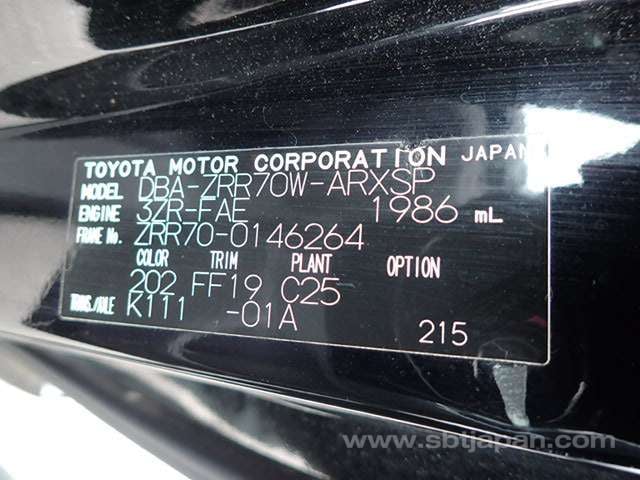 TOYOTA MOTOR CORPORATION JAPAN
MODEL DBA-ZRR70W-ARXSP
ENGINE 3ZR-FAE 1986 mL
FRAME No. ZRR70-0146264
COLOR TRIM PLANT OPTION
202 FF19 C25
TRANS./AXLE K111 -01A
215
www.sbtjapan.com